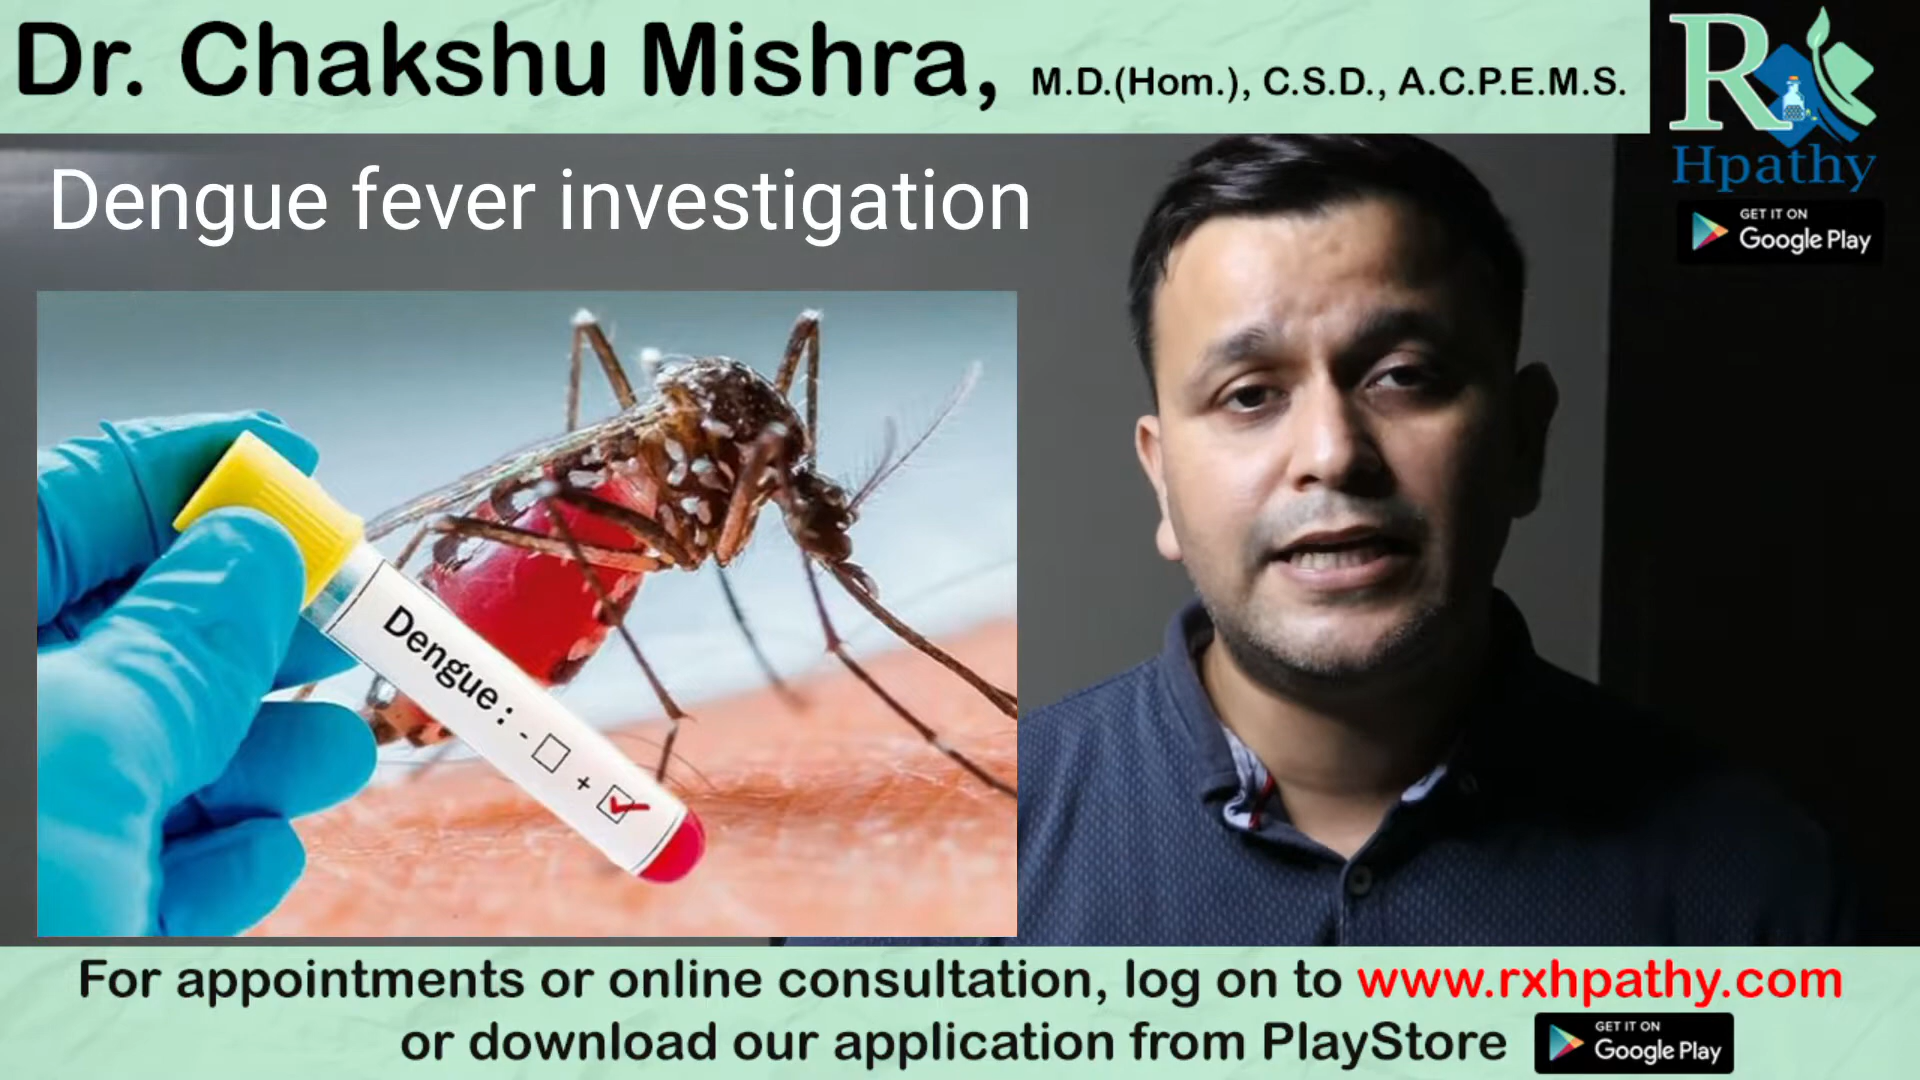 Dr. Chakshu Mishra, M.D.(Hom.), C.S.D., A.C.P.E.M.S.
Rx
Hpathy
GET IT ON
Google Play
Dengue fever investigation
Dengue : - +
For appointments or online consultation, log on to www.rxhpathy.com
or download our application from PlayStore
GET IT ON
Google Play